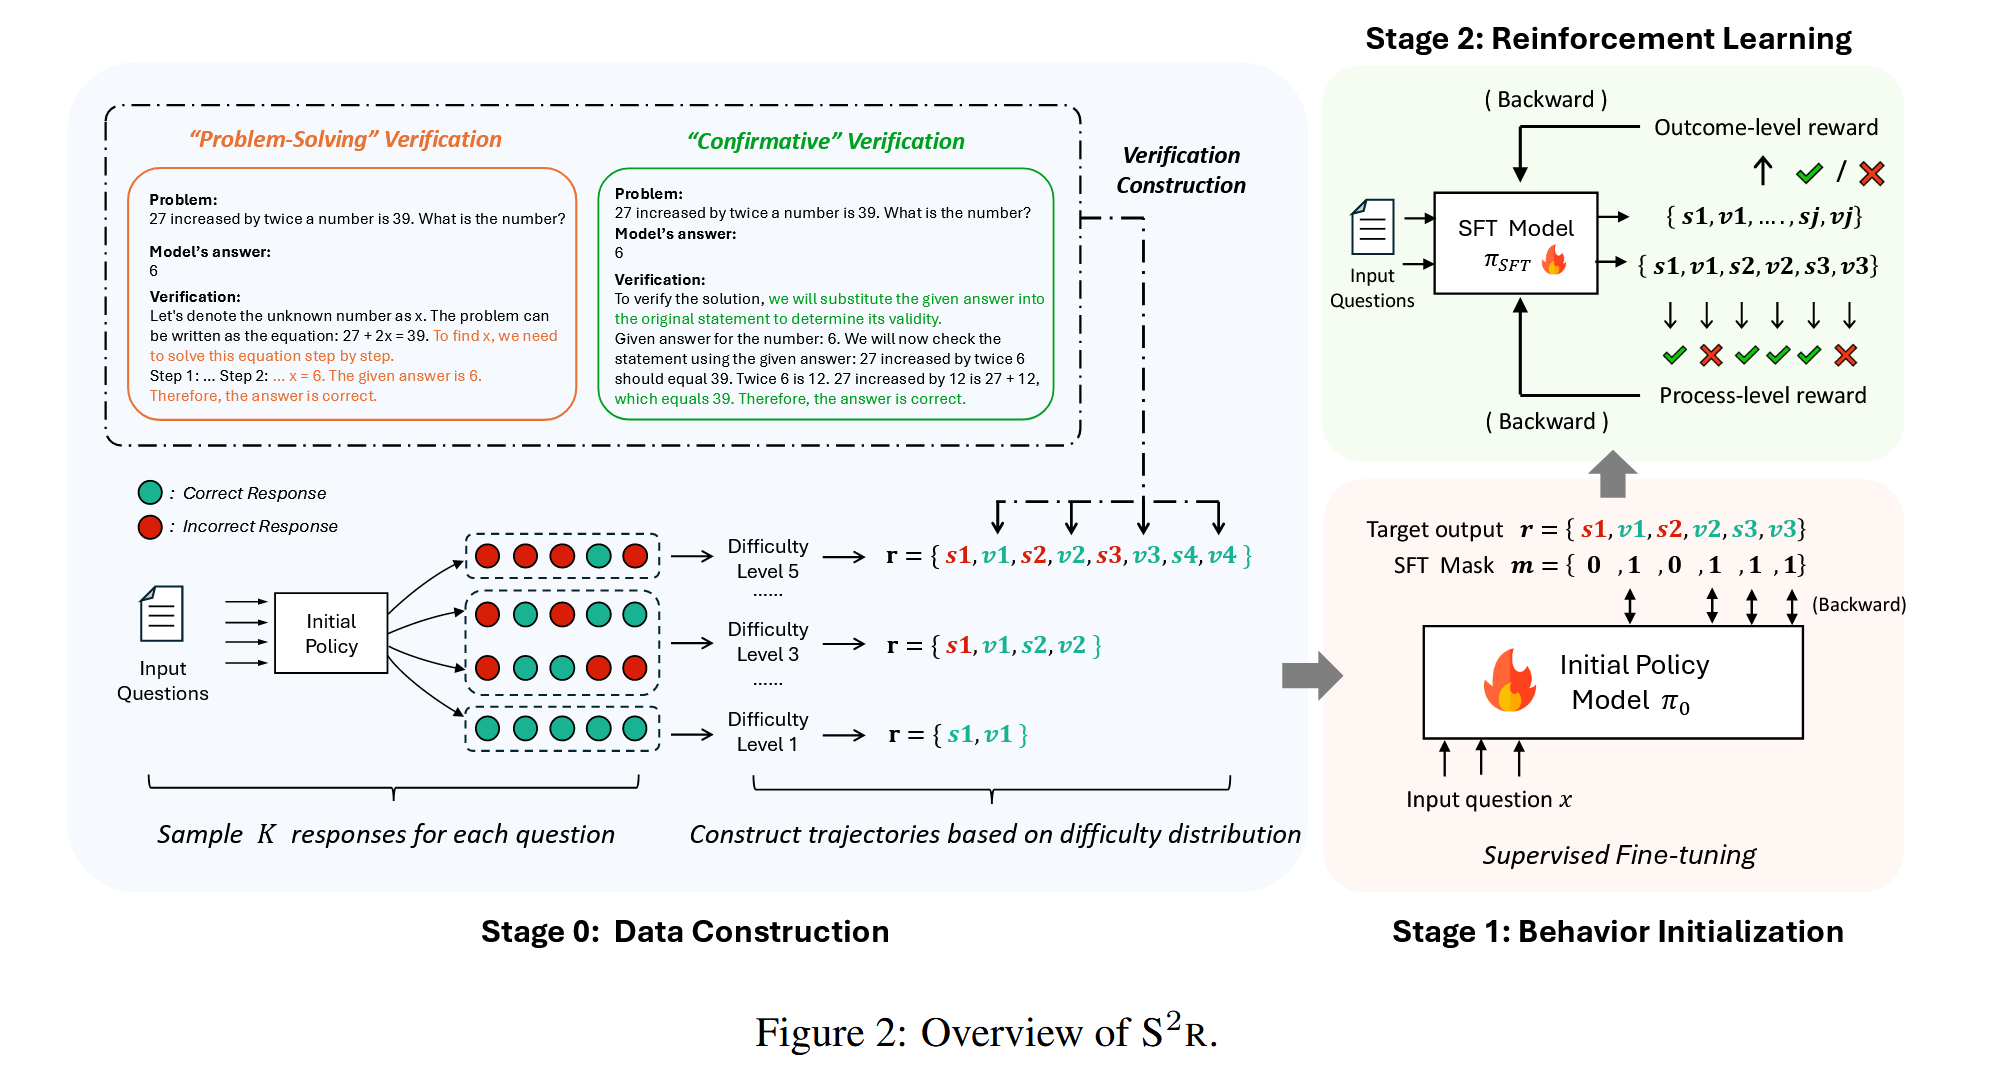 Stage 2: Reinforcement Learning
“Problem-Solving” Verification
Problem:
27 increased by twice a number is 39. What is the number?
Model’s answer:
6
Verification:
Let's denote the unknown number as x. The problem can
be written as the equation: 27 + 2x = 39. To find x, we need
to solve this equation step by step.
Step 1: ... Step 2: ... x = 6. The given answer is 6.
Therefore, the answer is correct.
“Confirmative” Verification
Problem:
27 increased by twice a number is 39. What is the number?
Model’s answer:
6
Verification:
To verify the solution, we will substitute the given answer into
the original statement to determine its validity.
Given answer for the number: 6. We will now check the
statement using the given answer: 27 increased by twice 6
should equal 39. Twice 6 is 12. 27 increased by 12 is 27 + 12,
which equals 39. Therefore, the answer is correct.
Verification
Construction
: Correct Response
: Incorrect Response
Input
Questions
Initial
Policy
Difficulty
Level 5
r = { s1, v1, s2, v2, s3, v3, s4, v4 }
......
Difficulty
Level 3
r = { s1, v1, s2, v2 }
......
Difficulty
Level 1
r = { s1, v1 }
Sample K responses for each question
Construct trajectories based on difficulty distribution
Stage 0: Data Construction
( Backward )
Outcome-level reward
/
Input
Questions
SFT Model
π_SFT
{ s1, v1, ...., sj, vj}
{ s1, v1, s2, v2, s3, v3}
Process-level reward
( Backward )
Target output r = { s1, v1, s2, v2, s3, v3}
SFT Mask m = { 0 ,1 ,0 ,1 ,1 ,1}
(Backward)
Initial Policy
Model π₀
Input question x
Supervised Fine-tuning
Stage 1: Behavior Initialization
Figure 2: Overview of S²R.